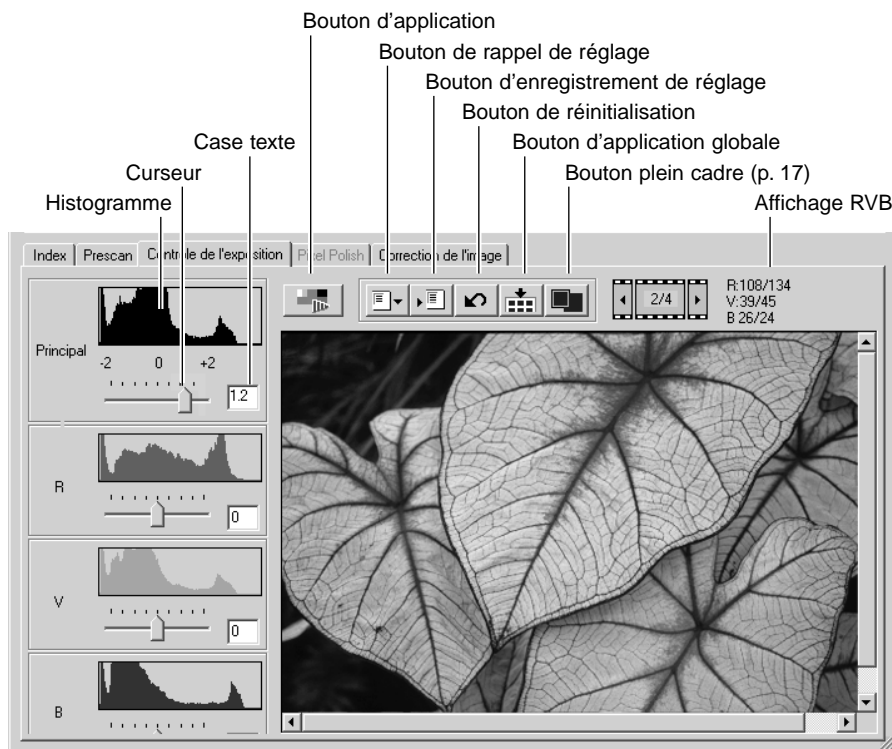 Bouton d'application
Bouton de rappel de réglage
Bouton d'enregistrement de réglage
Bouton de réinitialisation
Case texte
Bouton d'application globale
Curseur
Bouton plein cadre (p. 17)
Histogramme
Affichage RVB
Index
Prescan
Controle de l'exposition
Pixel Polish
Correction de l'image
2/4
R:108/134
V:39/45
B 26/24
Principal
-2 0 +2
1.2
R
0
V
0
B